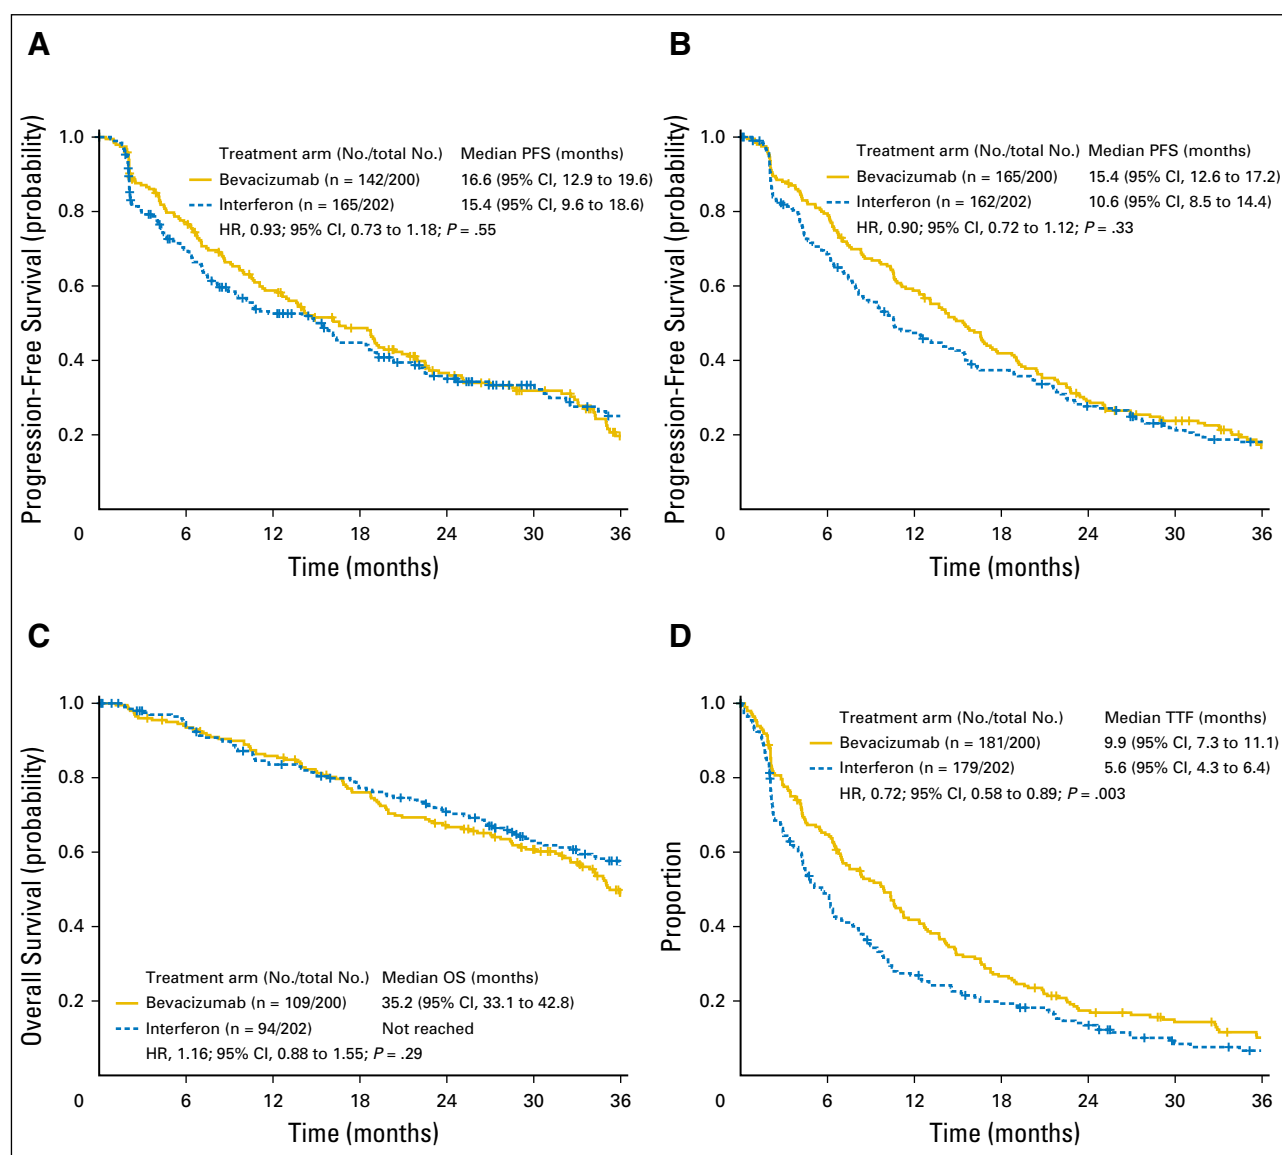 A
Progression-Free Survival (probability)
1.0
0.8
0.6
0.4
0.2
0
6
12
18
24
30
36
Time (months)
Treatment arm (No./total No.) Median PFS (months)
Bevacizumab (n = 142/200) 16.6 (95% CI, 12.9 to 19.6)
Interferon (n = 165/202) 15.4 (95% CI, 9.6 to 18.6)
HR, 0.93; 95% CI, 0.73 to 1.18; P = .55
B
Progression-Free Survival (probability)
1.0
0.8
0.6
0.4
0.2
0
6
12
18
24
30
36
Time (months)
Treatment arm (No./total No.) Median PFS (months)
Bevacizumab (n = 165/200) 15.4 (95% CI, 12.6 to 17.2)
Interferon (n = 162/202) 10.6 (95% CI, 8.5 to 14.4)
HR, 0.90; 95% CI, 0.72 to 1.12; P = .33
C
Overall Survival (probability)
1.0
0.8
0.6
0.4
0.2
0
6
12
18
24
30
36
Time (months)
Treatment arm (No./total No.) Median OS (months)
Bevacizumab (n = 109/200) 35.2 (95% CI, 33.1 to 42.8)
Interferon (n = 94/202) Not reached
HR, 1.16; 95% CI, 0.88 to 1.55; P = .29
D
Proportion
1.0
0.8
0.6
0.4
0.2
0
6
12
18
24
30
36
Time (months)
Treatment arm (No./total No.) Median TTF (months)
Bevacizumab (n = 181/200) 9.9 (95% CI, 7.3 to 11.1)
Interferon (n = 179/202) 5.6 (95% CI, 4.3 to 6.4)
HR, 0.72; 95% CI, 0.58 to 0.89; P = .003